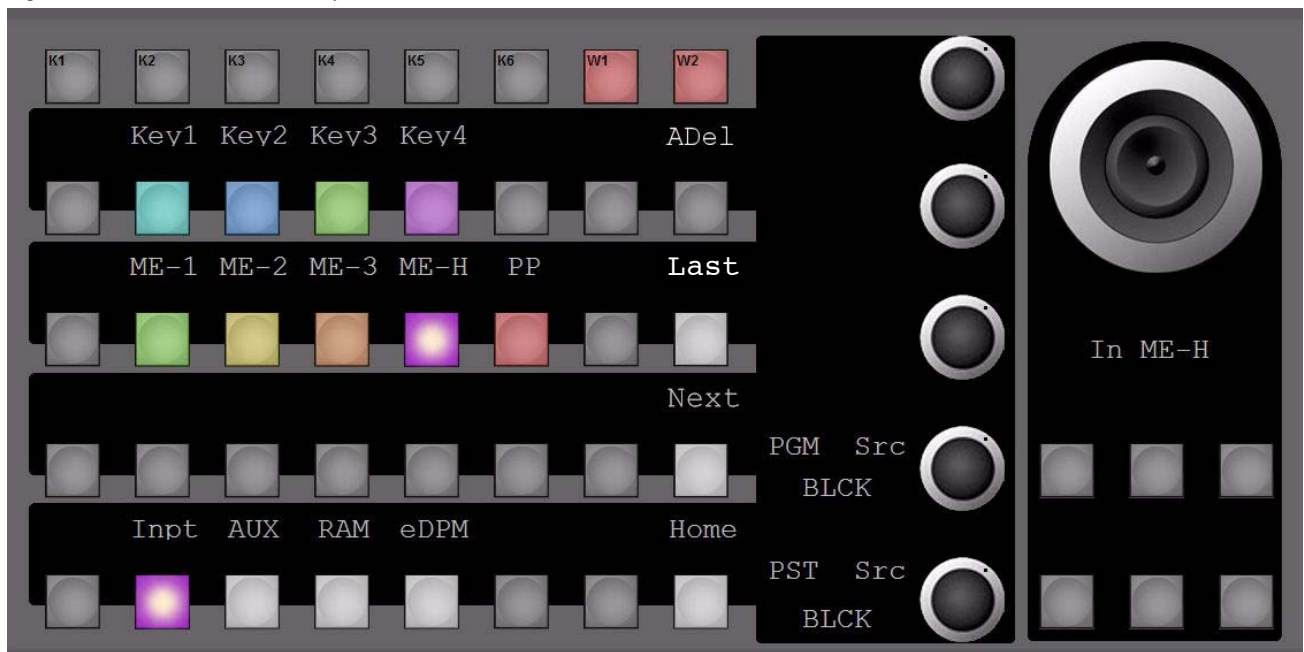 K1 K2 K3 K4 K5 K6 W1 W2
Key1 Key2 Key3 Key4 ADel
ME-1 ME-2 ME-3 ME-H PP Last
In ME-H
Next
PGM Src
BLCK
Inpt AUX RAM eDPM Home
PST Src
BLCK